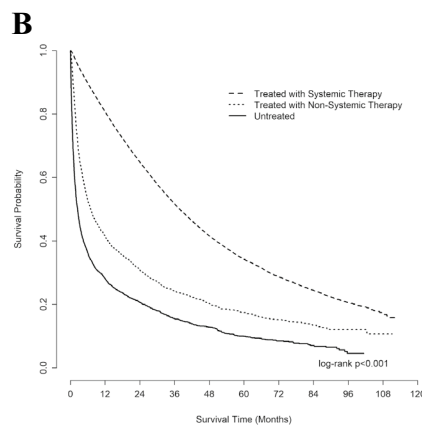 B
1.0
0.8
0.6
0.4
0.2
0.0
Survival Probability
Treated with Systemic Therapy
Treated with Non-Systemic Therapy
Untreated
log-rank p<0.001
0 12 24 36 48 60 72 84 96 108 120
Survival Time (Months)